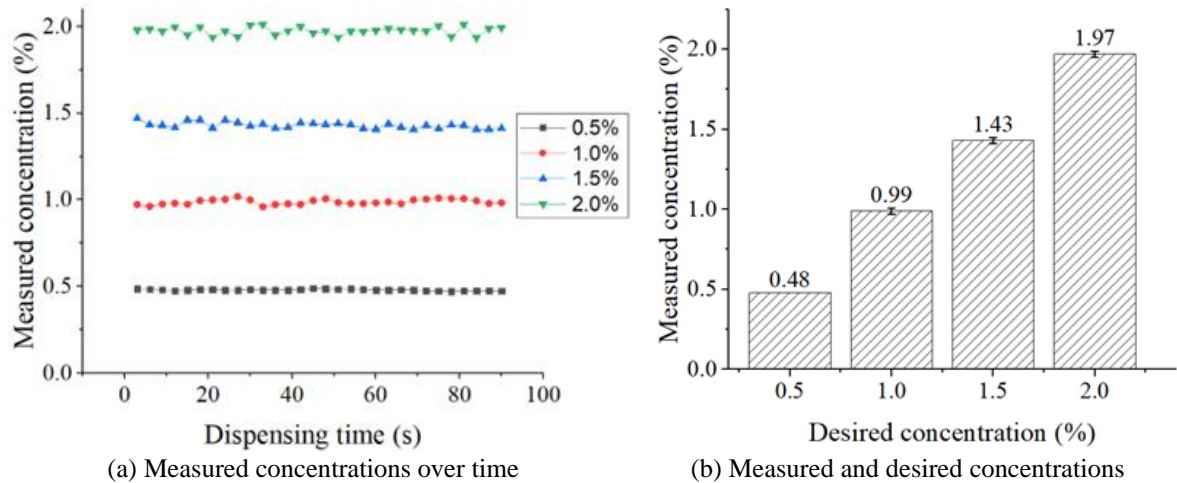 Measured concentration (%)
2.0
1.5
1.0
0.5
0.0
0 20 40 60 80 100
Dispensing time (s)
0.5%
1.0%
1.5%
2.0%
(a) Measured concentrations over time
Measured concentration (%)
2.0
1.5
1.0
0.5
0.0
0.48
0.99
1.43
1.97
0.5 1.0 1.5 2.0
Desired concentration (%)
(b) Measured and desired concentrations